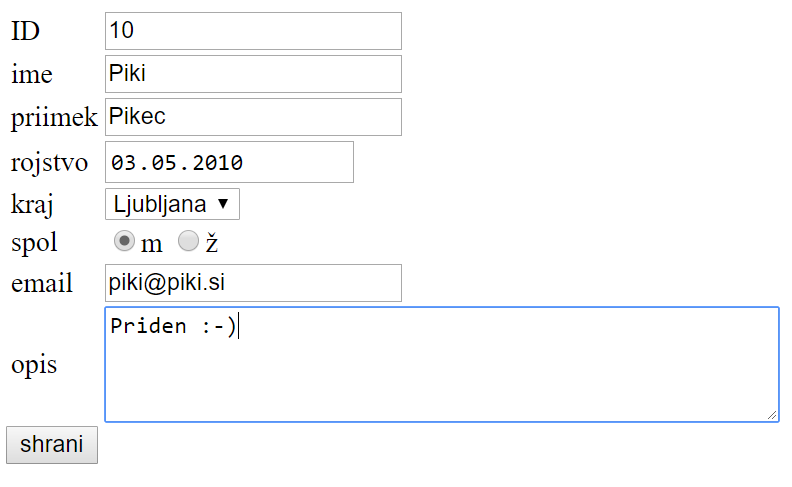 ID 10
ime Piki
priimek Pikec
rojstvo 03.05.2010
kraj Ljubljana
spol m ž
email piki@piki.si
opis Priden :-)
shrani